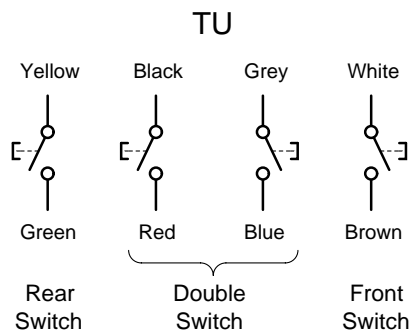 TU
Yellow Black Grey White
Green Red Blue Brown
Rear Double Front
Switch Switch Switch